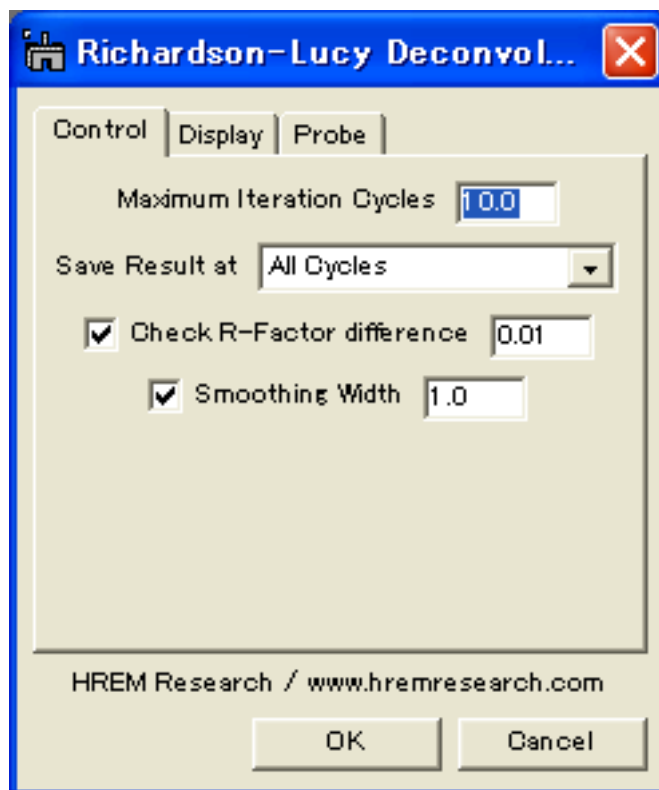 Richardson-Lucy Deconvol...
Control Display Probe
Maximum Iteration Cycles 10.0
Save Result at All Cycles
Check R-Factor difference 0.01
Smoothing Width 1.0
HREM Research / www.hremresearch.com
OK Cancel